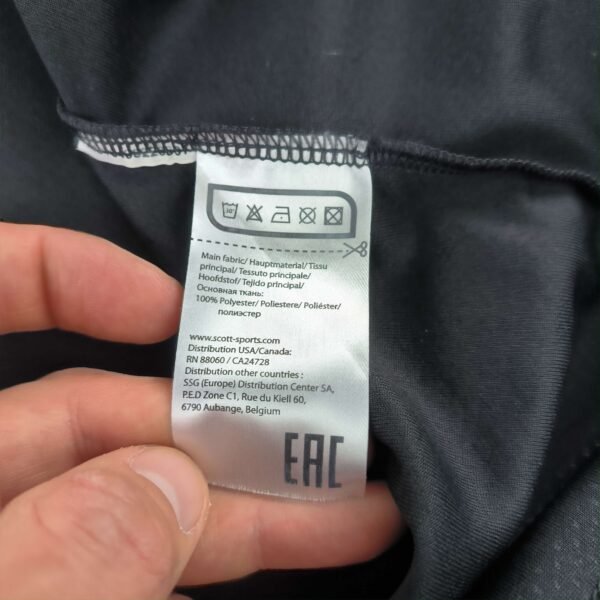 30°
Main fabric/ Hauptmaterial/ Tissu
principal/ Tessuto principale/
Hoofdstof/ Tejido principal/
Основная ткань:
100% Polyester/ Poliestere/ Poliéster/
полиэстер
www.scott-sports.com
Distribution USA/Canada:
RN 88060 / CA24728
Distribution other countries :
SSG (Europe) Distribution Center SA,
P.E.D Zone C1, Rue du Kiell 60,
6790 Aubange, Belgium
EAC